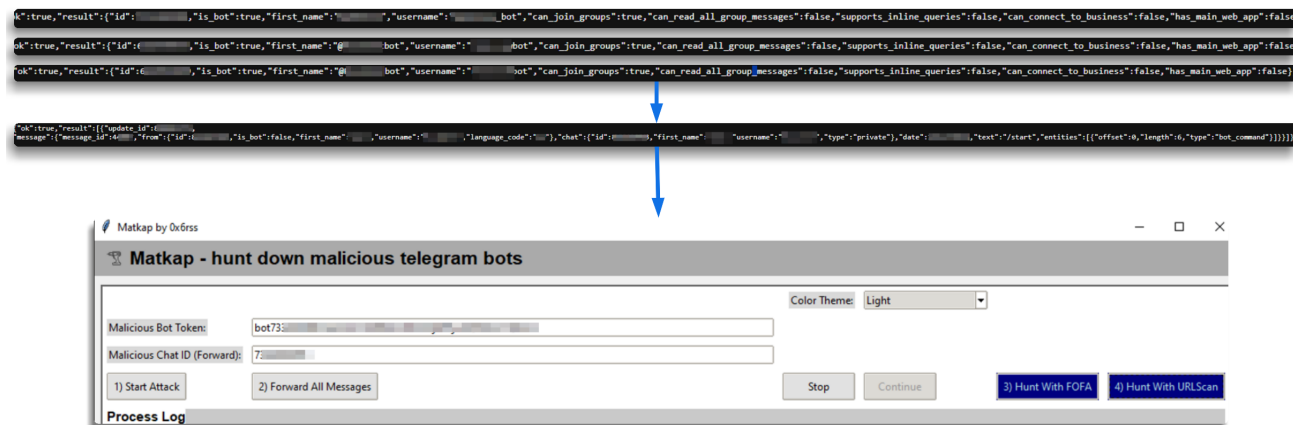 ok":true,"result":{"id": ,"is_bot":true,"first_name":" ","username":" _bot","can_join_groups":true,"can_read_all_group_messages":false,"supports_inline_queries":false,"can_connect_to_business":false,"has_main_web_app":false
ok":true,"result":{"id": ,"is_bot":true,"first_name":"@ bot","username":" bot","can_join_groups":true,"can_read_all_group_messages":false,"supports_inline_queries":false,"can_connect_to_business":false,"has_main_web_app":false
"ok":true,"result":{"id":6 ,"is_bot":true,"first_name":"@ bot","username":" bot","can_join_groups":true,"can_read_all_group_messages":false,"supports_inline_queries":false,"can_connect_to_business":false,"has_main_web_app":false}
{"ok":true,"result":[{"update_id":
"message":{"message_id":44 ,"from":{"id": ,"is_bot":false,"first_name":" ","username":" ","language_code":" "},"chat":{"id": ,"first_name": "username":" ","type":"private"},"date": ,"text":"/start","entities":[{"offset":0,"length":6,"type":"bot_command"}]}}]}
Matkap by 0x6rss
Matkap - hunt down malicious telegram bots
Color Theme: Light
Malicious Bot Token: bot73
Malicious Chat ID (Forward): 7
1) Start Attack 2) Forward All Messages Stop Continue 3) Hunt With FOFA 4) Hunt With URLScan
Process Log